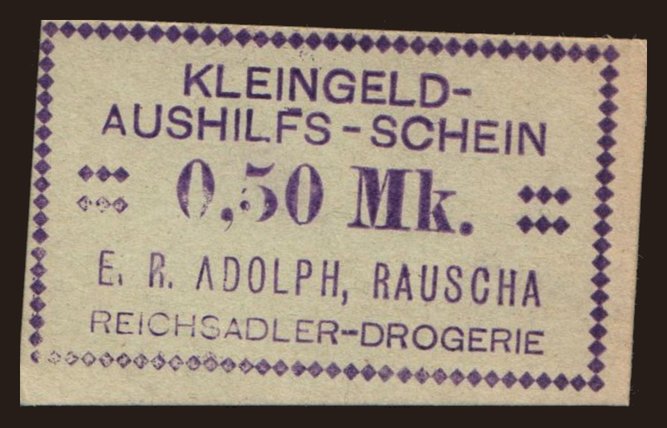 KLEINGELD-
AUSHILFS-SCHEIN
0,50 Mk.
E. R. ADOLPH, RAUSCHA
REICHSADLER-DROGERIE